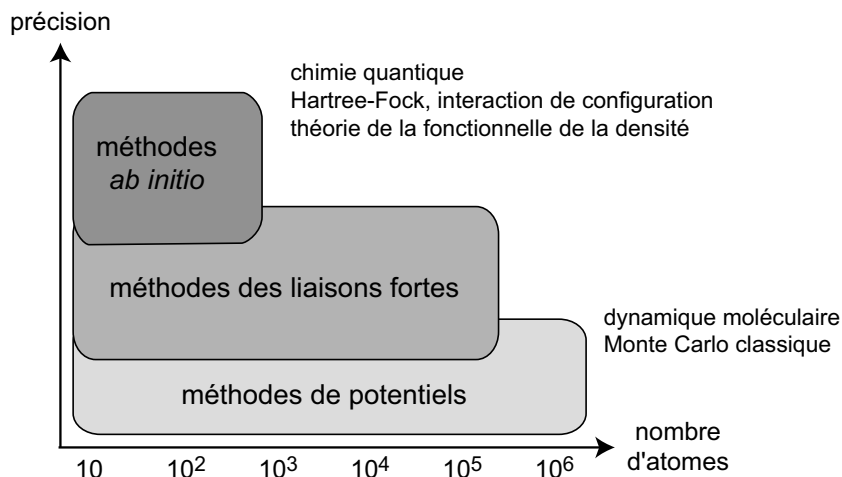 précision
chimie quantique
Hartree-Fock, interaction de configuration
théorie de la fonctionnelle de la densité
méthodes
ab initio
méthodes des liaisons fortes
dynamique moléculaire
Monte Carlo classique
méthodes de potentiels
nombre
d'atomes
10 10² 10³ 10⁴ 10⁵ 10⁶